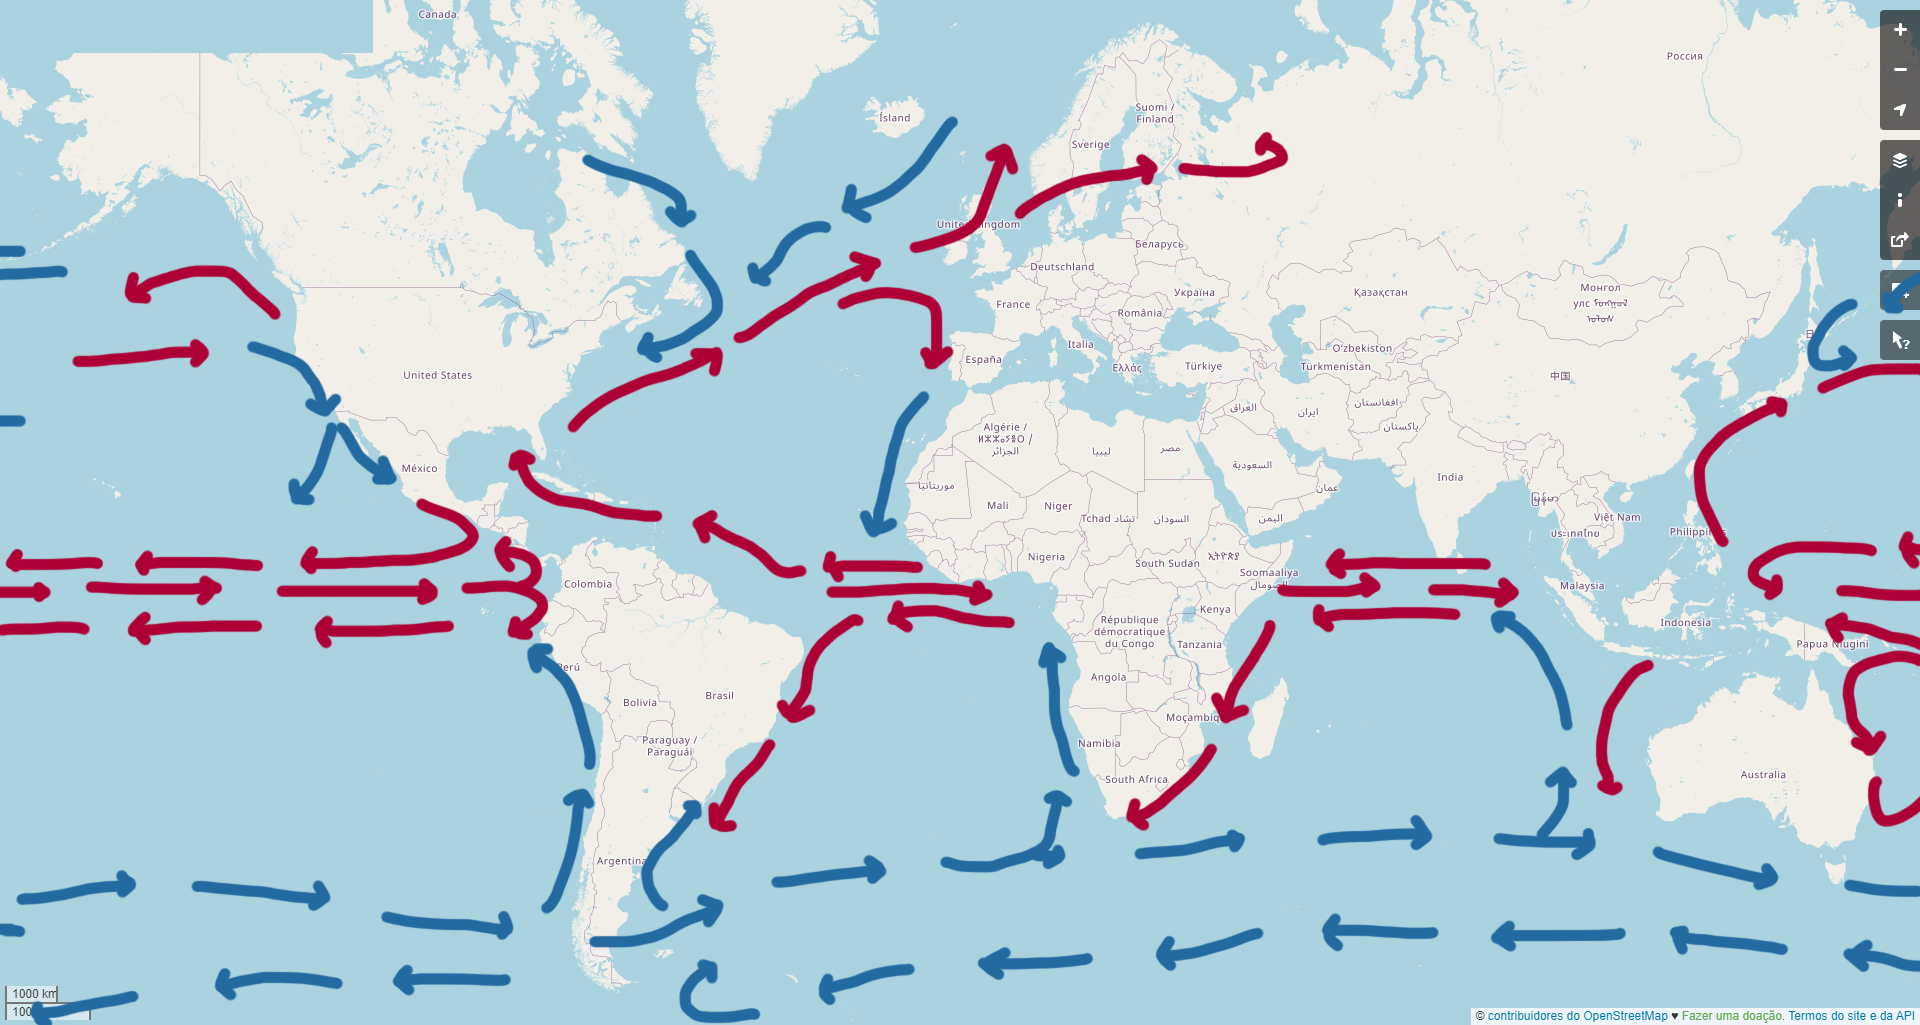 Canada
Россия
Ísland
Suomi /
Finland
Sverige
United Kingdom
Беларусь
Deutschland
Монгол
улс
Україна
Қазақстан
France
România
Italia
O'zbekiston
España
Ελλάς
Türkiye
Türkmenistan
United States
中国
العراق
ایران
افغانستان
پاکستان
Algérie /
ⵍⵣⵣⴰⵢⴻⵔ /
الجزائر
ليبيا
مصر
México
السعودية
India
موريتانيا
عمان
Mali
Niger
Tchad تشاد
السودان
اليمن
Việt Nam
ประเทศไทย
Philippines
Nigeria
South Sudan
ኢትዮጵያ
Soomaaliya
الصومال
Colombia
Malaysia
Kenya
République
démocratique
du Congo
Indonesia
Tanzania
Papua Niugini
Perú
Angola
Bolivia
Brasil
Moçambiq
Paraguay /
Paraguái
Namibia
South Africa
Australia
Argentina
1000 km
100
© contribuidores do OpenStreetMap ♥ Fazer uma doação. Termos do site e da API